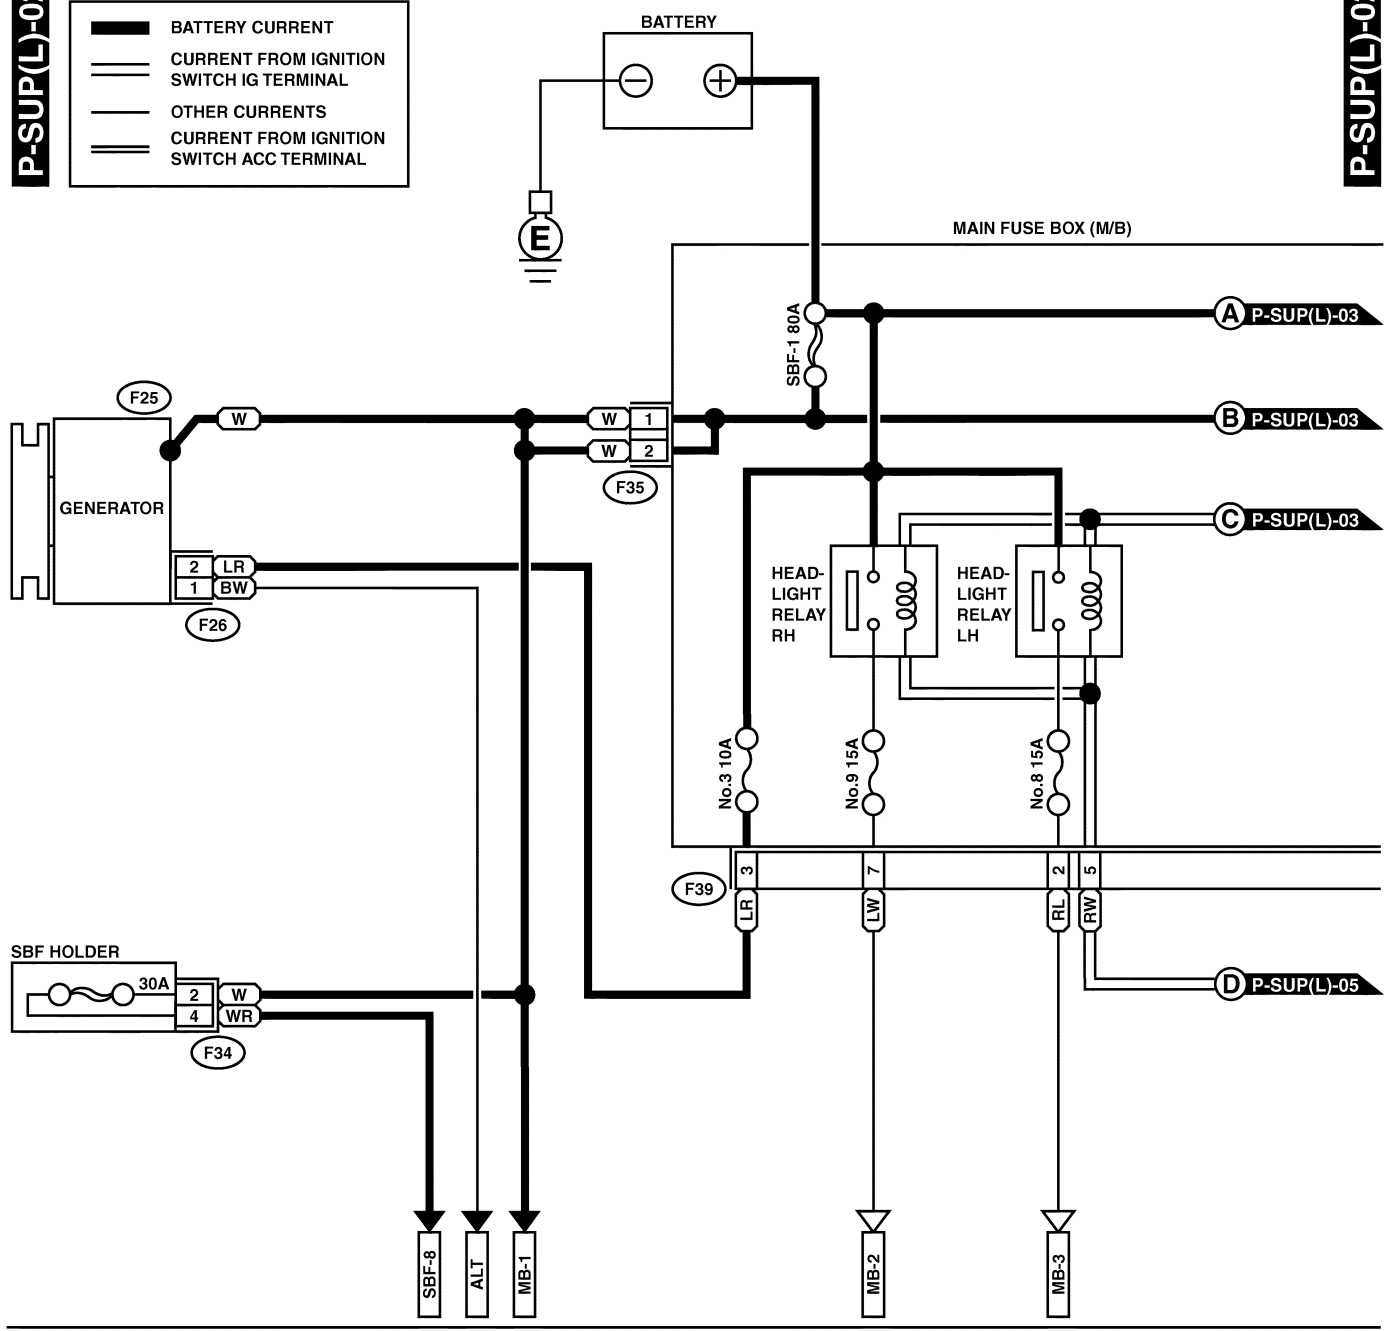 P-SUP(L)-0
P-SUP(L)-0
BATTERY CURRENT
CURRENT FROM IGNITION
SWITCH IG TERMINAL
OTHER CURRENTS
CURRENT FROM IGNITION
SWITCH ACC TERMINAL
BATTERY
E
MAIN FUSE BOX (M/B)
SBF-1 80A
A P-SUP(L)-03
F25
W
W 1
B P-SUP(L)-03
W 2
F35
GENERATOR
C P-SUP(L)-03
2 LR
1 BW
F26
HEAD-
LIGHT
RELAY
RH
HEAD-
LIGHT
RELAY
LH
No.3 10A
No.9 15A
No.8 15A
3
7
2
5
F39
LR
LW
RL
RW
SBF HOLDER
30A
2 W
4 WR
F34
D P-SUP(L)-05
SBF-8
ALT
MB-1
MB-2
MB-3